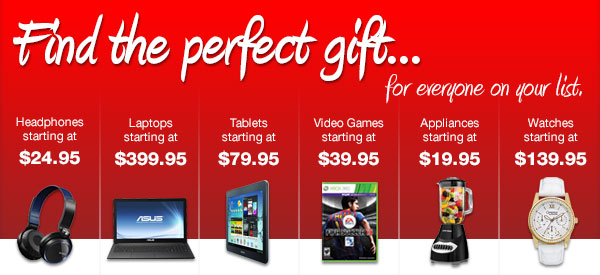 Find the perfect gift...
for everyone on your list.
Headphones
starting at
$24.95
Laptops
starting at
$399.95
Tablets
starting at
$79.95
Video Games
starting at
$39.95
Appliances
starting at
$19.95
Watches
starting at
$139.95
ASUS
XBOX 360